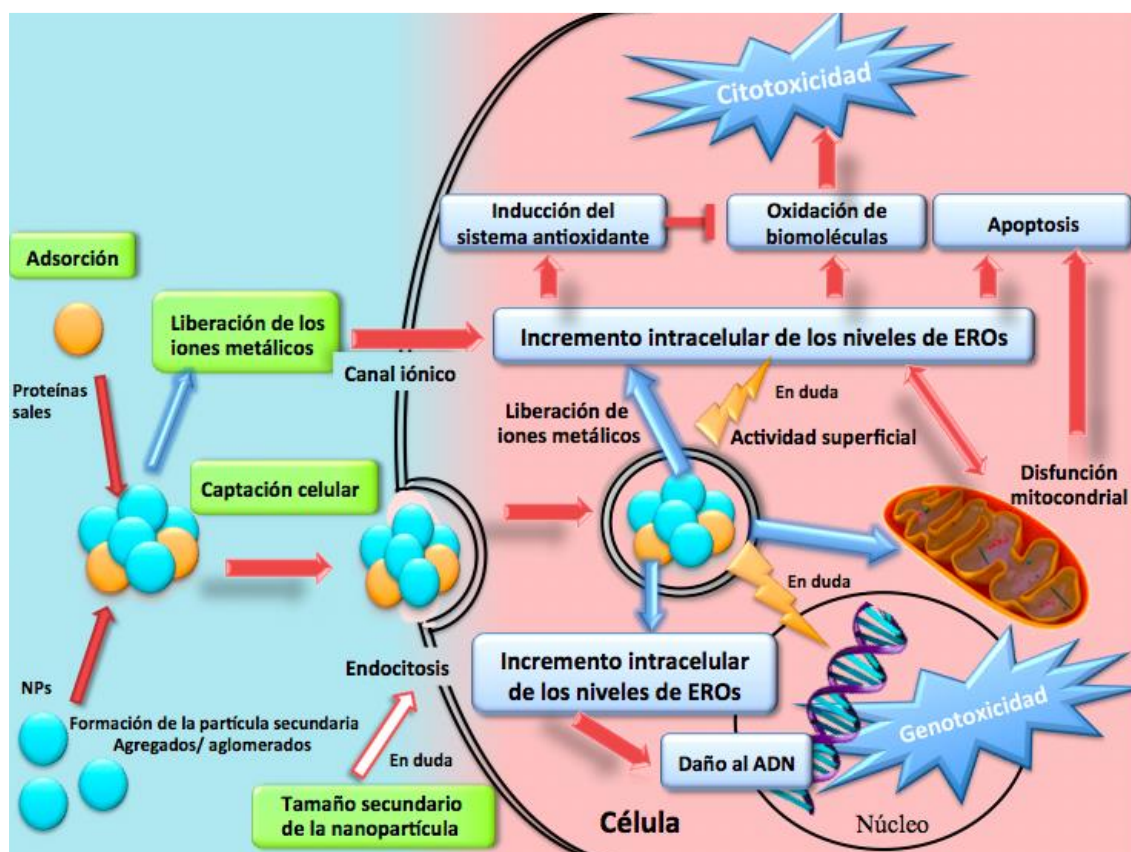 Citotoxicidad
Inducción del
sistema antioxidante
Oxidación de
biomoléculas
Apoptosis
Adsorción
Liberación de los
iones metálicos
Incremento intracelular de los niveles de EROs
Canal iónico
Proteínas
sales
En duda
Liberación de
iones metálicos
Actividad superficial
Captación celular
Disfunción
mitocondrial
En duda
Endocitosis
Incremento intracelular
de los niveles de EROs
NPs
Formación de la partícula secundaria
Agregados/ aglomerados
Genotoxicidad
En duda
Daño al ADN
Tamaño secundario
de la nanopartícula
Célula
Núcleo